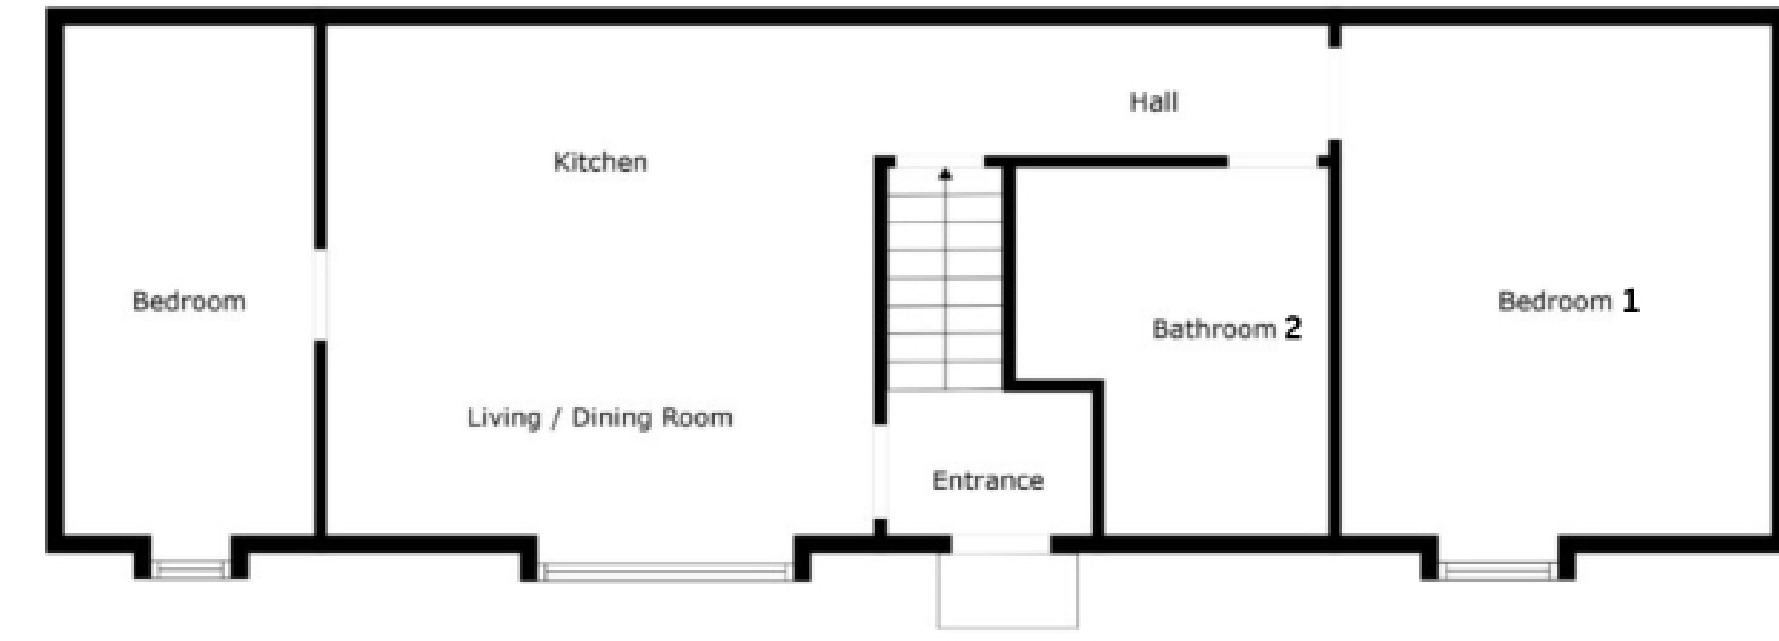 Hall
Kitchen
Bedroom
Bedroom 1
Bathroom 2
Living / Dining Room
Entrance